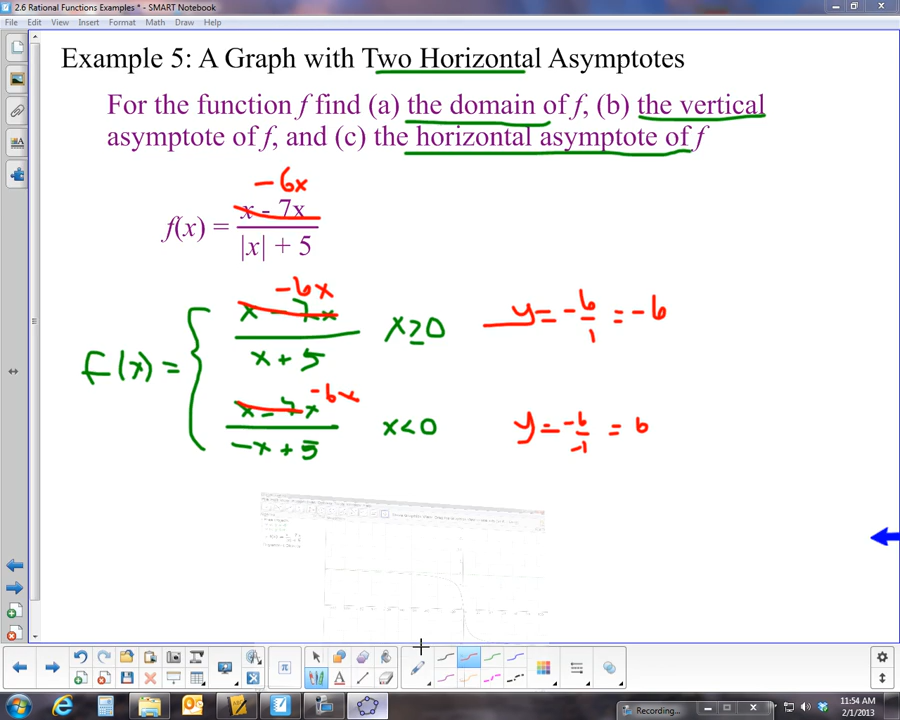 2.6 Rational Functions Examples * - SMART Notebook
File Edit View Insert Format Math Draw Help
Example 5: A Graph with Two Horizontal Asymptotes
For the function f find (a) the domain of f, (b) the vertical
asymptote of f, and (c) the horizontal asymptote of f
-6x
x - 7x
f(x) =
|x| + 5
-6x
x - 7x
x ≥ 0
y = -6/1 = -6
x + 5
f(x) =
x - 7x
-6x
x < 0
y = -6/-1 = 6
-x + 5
Recording...
11:54 AM
2/1/2013